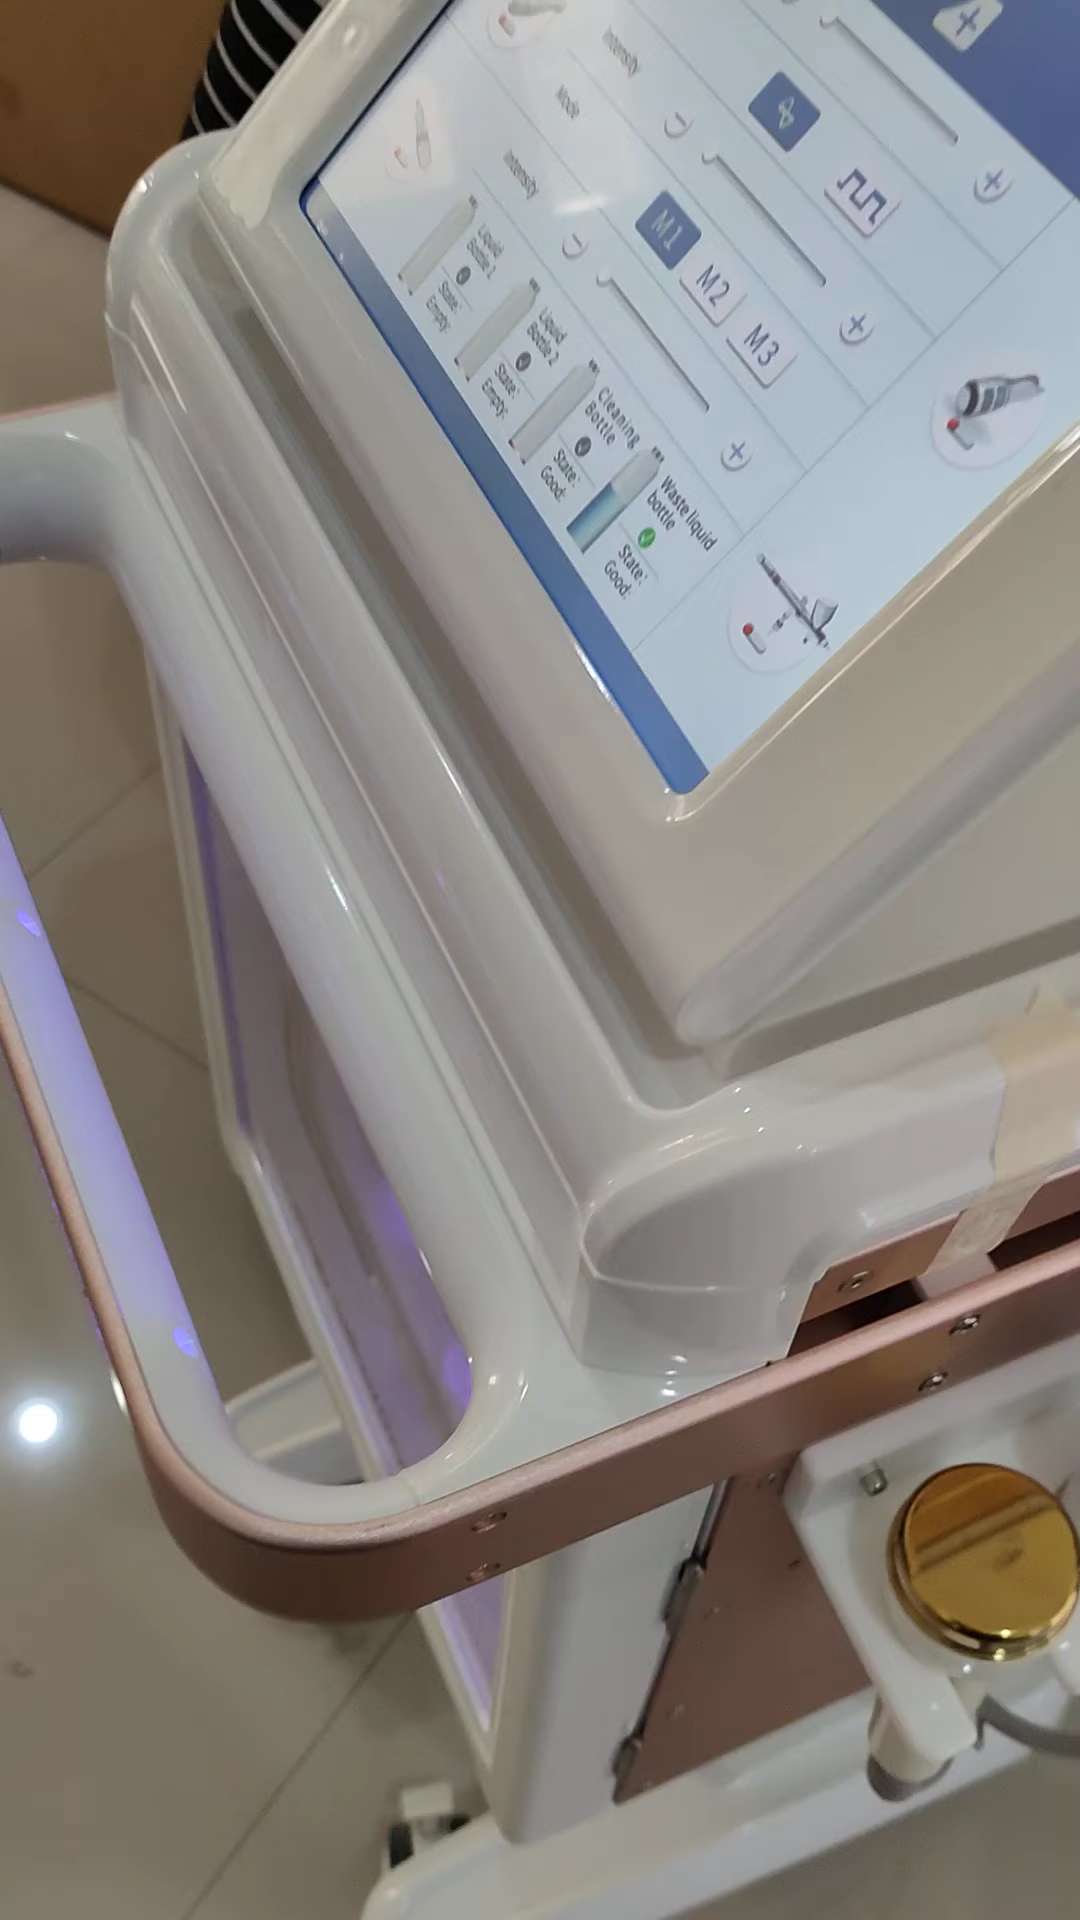 A
Intensity
Mode
M1
M2
M3
Intensity
Liquid
Bottle 1
State:
Empty:
Liquid
Bottle 2
State:
Empty:
Cleaning
Bottle
State:
Good:
Waste liquid
bottle
State:
Good: